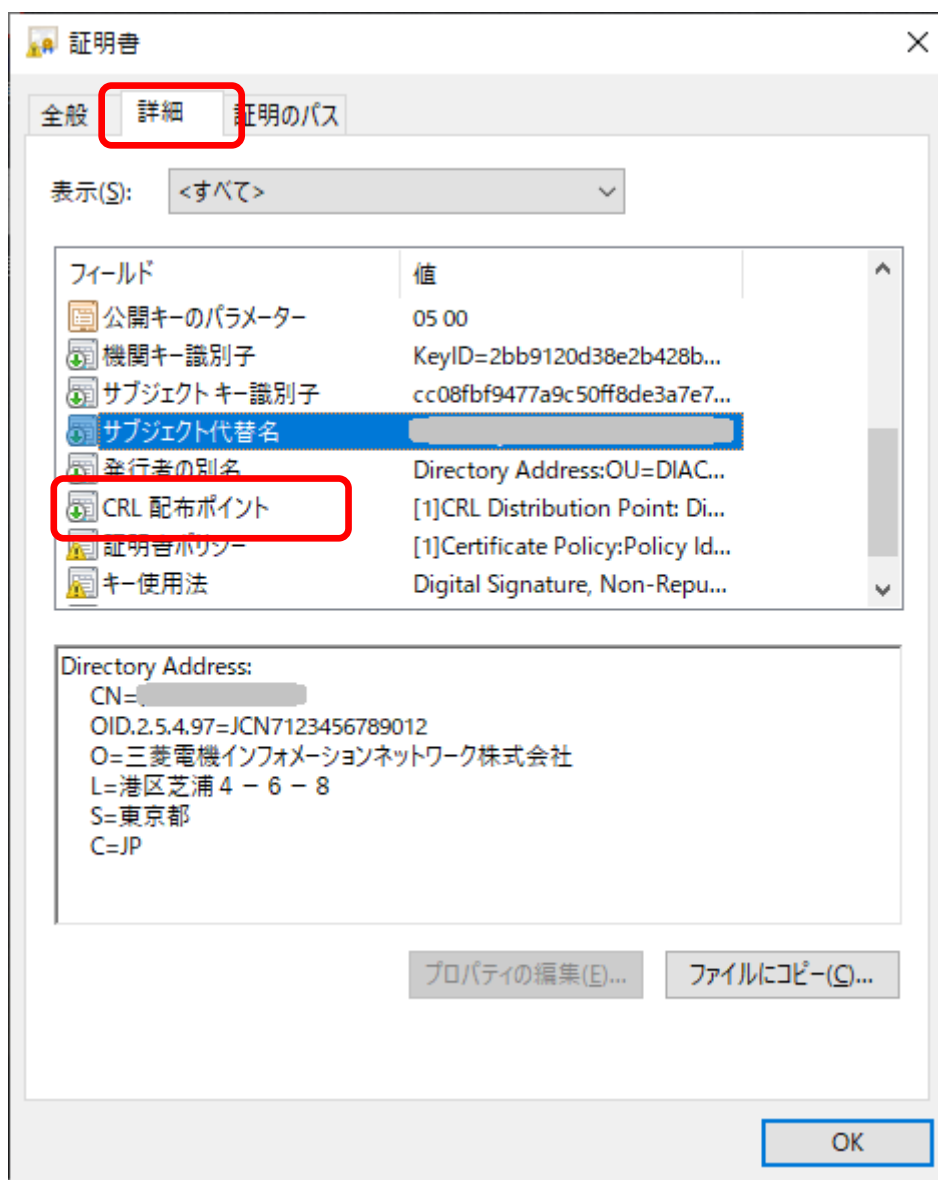 証明書
全般 詳細 証明のパス
表示(S): <すべて>
フィールド 値
公開キーのパラメーター 05 00
機関キー識別子 KeyID=2bb9120d38e2b428b...
サブジェクト キー識別子 cc08fbf9477a9c50ff8de3a7e7...
サブジェクト代替名
発行者の別名 Directory Address:OU=DIAC...
CRL 配布ポイント [1]CRL Distribution Point: Di...
証明書ポリシー [1]Certificate Policy:Policy Id...
キー使用法 Digital Signature, Non-Repu...
Directory Address:
CN=
OID.2.5.4.97=JCN7123456789012
O=三菱電機インフォメーションネットワーク株式会社
L=港区芝浦４－６－８
S=東京都
C=JP
プロパティの編集(E)... ファイルにコピー(C)...
OK